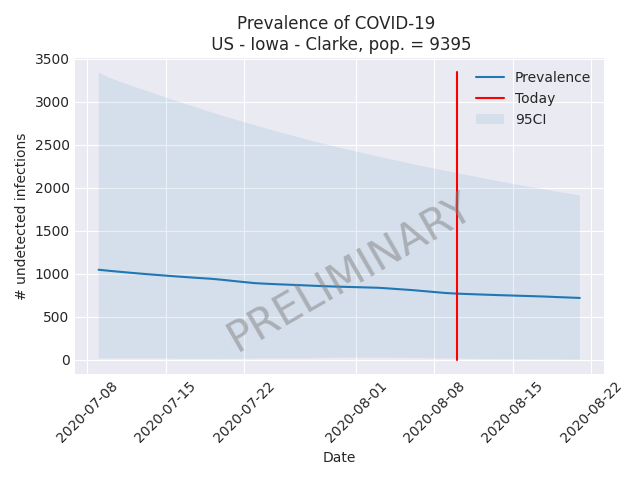 Prevalence of COVID-19
US - Iowa - Clarke, pop. = 9395
Prevalence
Today
95CI
3500
3000
2500
2000
1500
1000
500
0
# undetected infections
PRELIMINARY
2020-07-08
2020-07-15
2020-07-22
2020-08-01
2020-08-08
2020-08-15
2020-08-22
Date